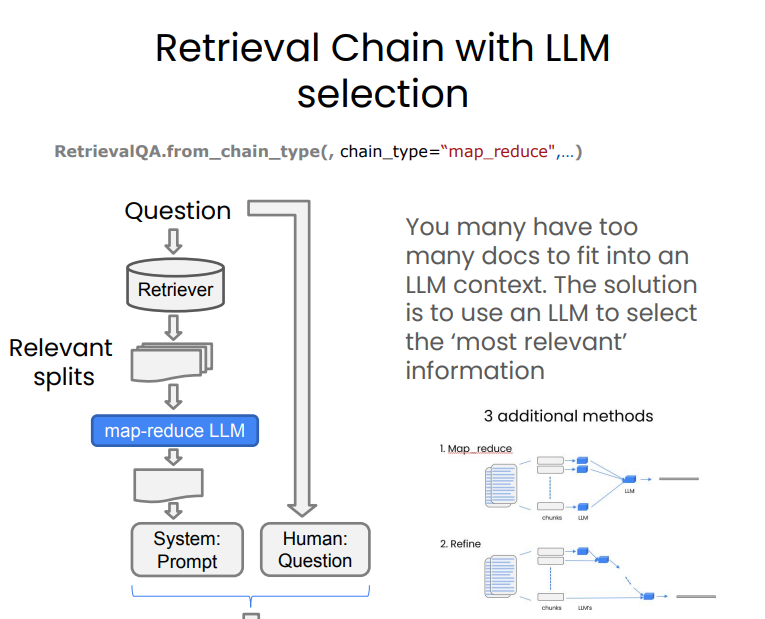 Retrieval Chain with LLM
selection
RetrievalQA.from_chain_type(, chain_type=“map_reduce",…)
Question
Retriever
Relevant
splits
map-reduce LLM
System:
Prompt
Human:
Question
You many have too
many docs to fit into an
LLM context. The solution
is to use an LLM to select
the ‘most relevant’
information
3 additional methods
1. Map_reduce
chunks
LLM
LLM
2. Refine
chunks
LLM's